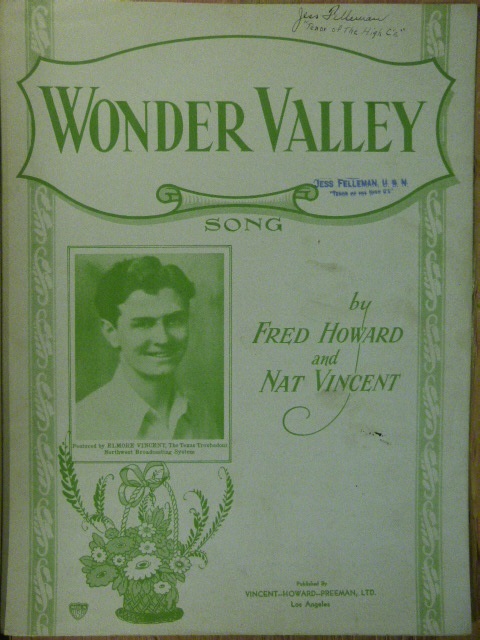 Jess Felleman
"Tenor of The High C's"
WONDER VALLEY
JESS FELLEMAN, U S N
"TENOR OF THE HIGH C'S"
SONG
by
FRED HOWARD
and
NAT VINCENT
Featured by ELMORE VINCENT, The Texas Troubadour
Northwest Broadcasting System
Published By
VINCENT-HOWARD-FREEMAN, LTD.
Los Angeles